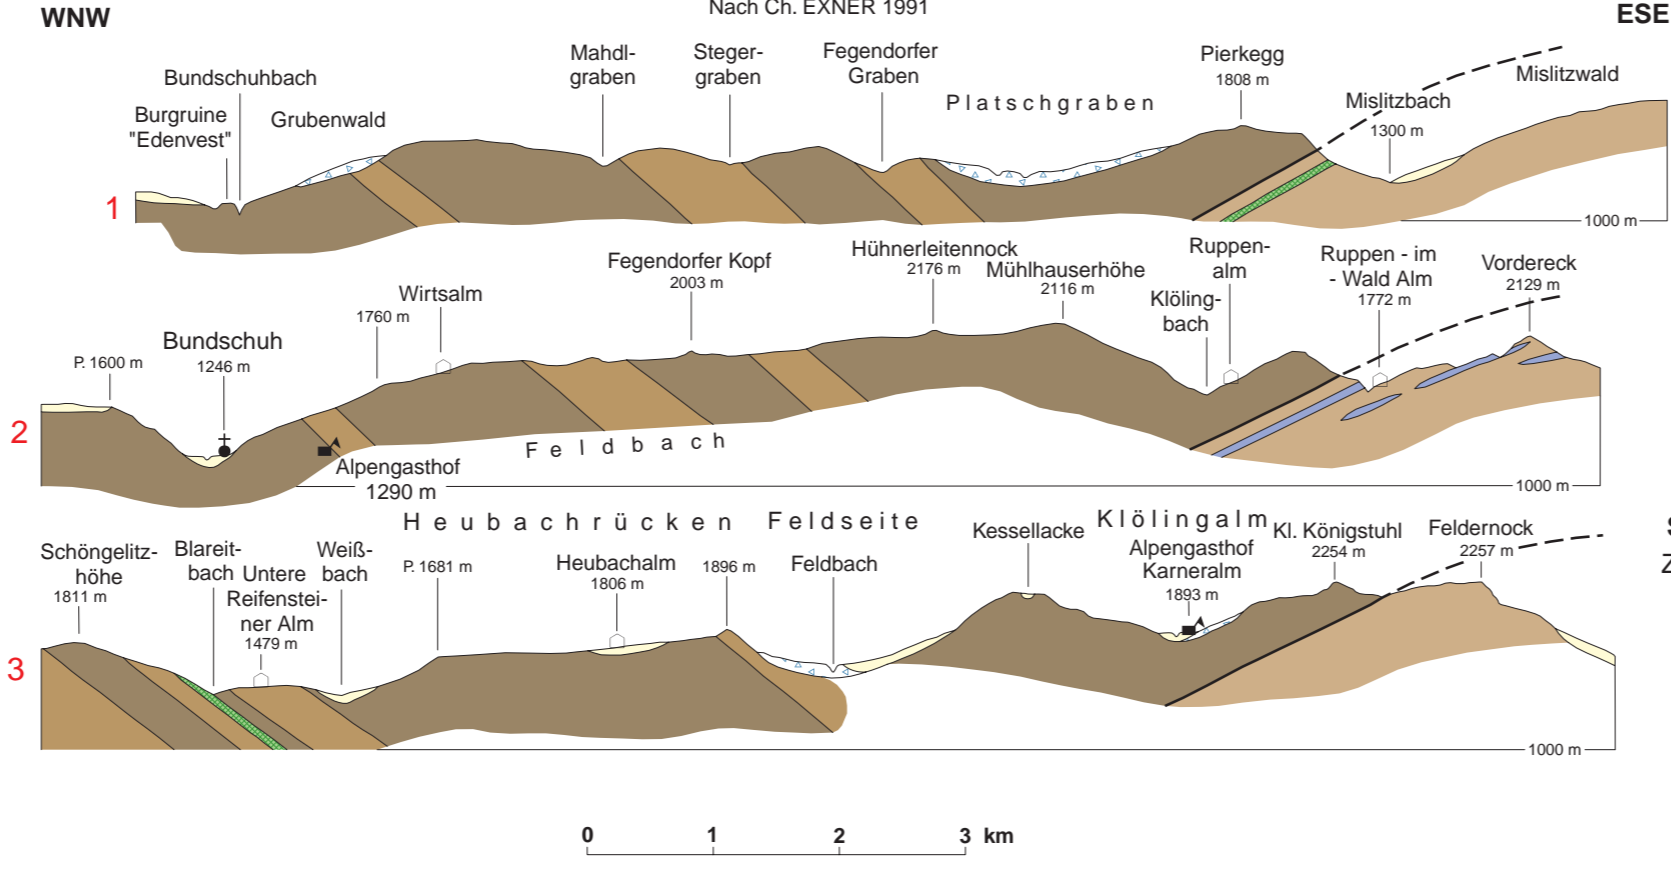 Nach Ch. EXNER 1991
WNW
ESE
1
Burgruine
"Edenvest"
Bundschuhbach
Grubenwald
Mahdl-
graben
Steger-
graben
Fegendorfer
Graben
Platschgraben
Pierkegg
1808 m
Mislitzbach
1300 m
Mislitzwald
1000 m
2
P. 1600 m
Bundschuh
1246 m
1760 m
Wirtsalm
Alpengasthof
1290 m
Feldbach
Fegendorfer Kopf
2003 m
Hühnerleitennock
2176 m
Mühlhauserhöhe
2116 m
Klöling-
bach
Ruppen-
alm
Ruppen - im
- Wald Alm
1772 m
Vordereck
2129 m
1000 m
3
Schöngelitz-
höhe
1811 m
Blareit-
bach
Untere
Reifenstei-
ner Alm
1479 m
Weiß-
bach
P. 1681 m
Heubachrücken
Heubachalm
1806 m
1896 m
Feldseite
Feldbach
Kessellacke
Klölingalm
Alpengasthof
Karneralm
1893 m
Kl. Königstuhl
2254 m
Feldernock
2257 m
1000 m
0 1 2 3 km